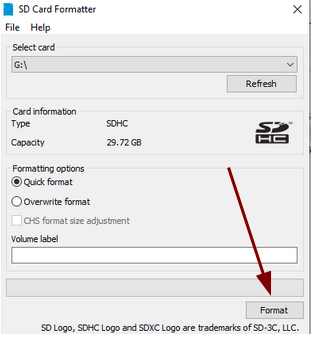 SD Card Formatter
File Help
Select card
G:\
Refresh
Card information
Type SDHC
Capacity 29.72 GB
SD
HC
Formatting options
Quick format
Overwrite format
CHS format size adjustment
Volume label
Format
SD Logo, SDHC Logo and SDXC Logo are trademarks of SD-3C, LLC.